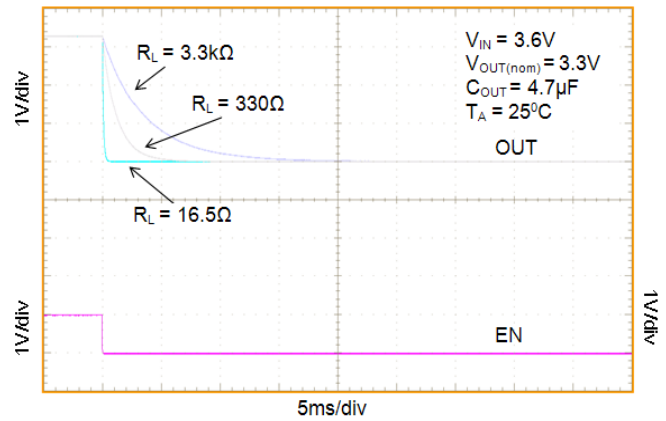 R_L = 3.3kΩ
R_L = 330Ω
R_L = 16.5Ω
V_IN = 3.6V
V_OUT(nom) = 3.3V
C_OUT = 4.7µF
T_A = 25⁰C
OUT
1V/div
1V/div
EN
1V/div
5ms/div